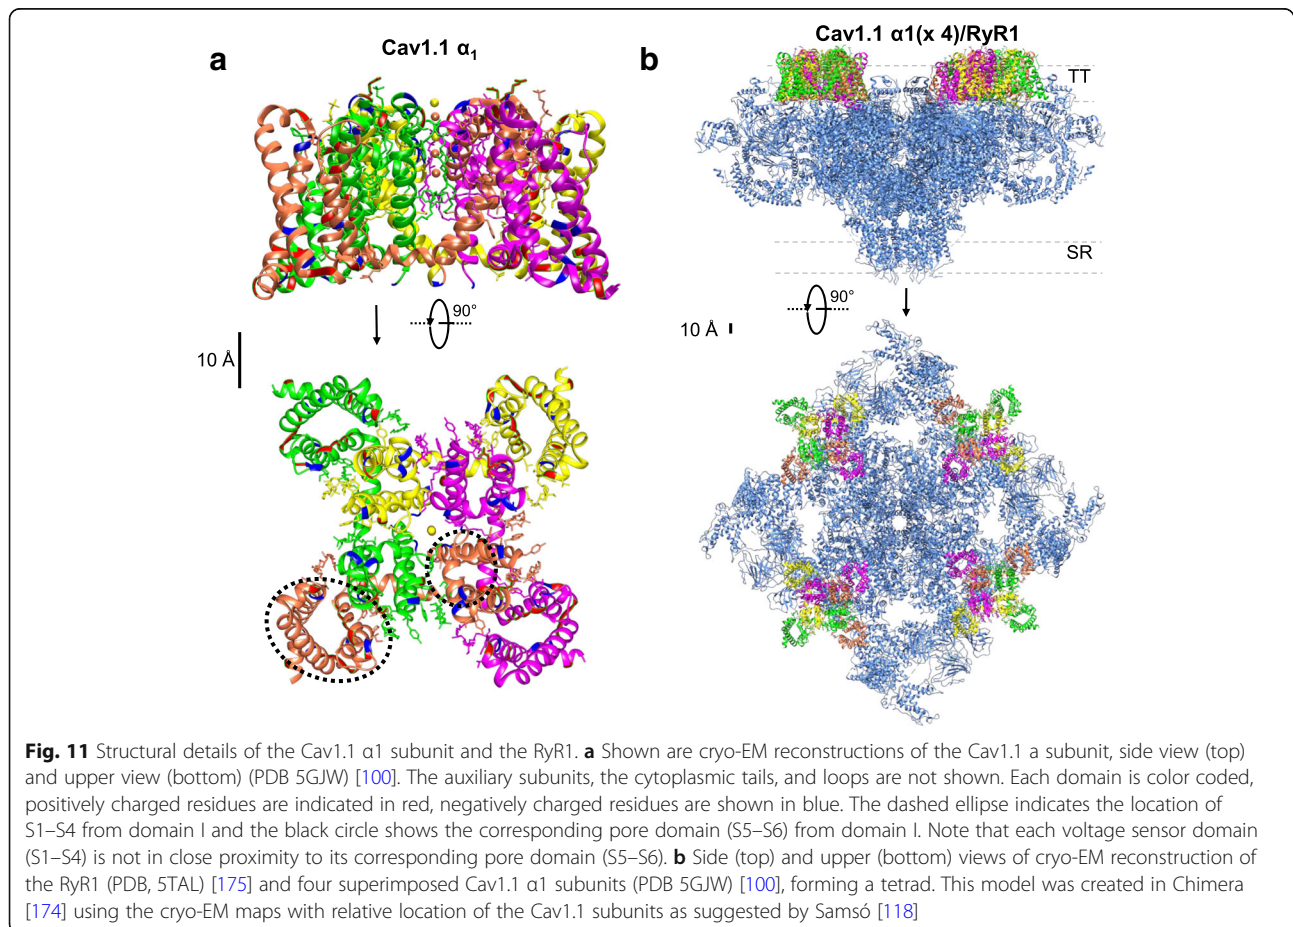 a
Cav1.1 α1
90°
10 Å
b
Cav1.1 α1(x 4)/RyR1
TT
SR
90°
10 Å
Fig. 11 Structural details of the Cav1.1 α1 subunit and the RyR1. a Shown are cryo-EM reconstructions of the Cav1.1 a subunit, side view (top)
and upper view (bottom) (PDB 5GJW) [100]. The auxiliary subunits, the cytoplasmic tails, and loops are not shown. Each domain is color coded,
positively charged residues are indicated in red, negatively charged residues are shown in blue. The dashed ellipse indicates the location of
S1–S4 from domain I and the black circle shows the corresponding pore domain (S5–S6) from domain I. Note that each voltage sensor domain
(S1–S4) is not in close proximity to its corresponding pore domain (S5–S6). b Side (top) and upper (bottom) views of cryo-EM reconstruction of
the RyR1 (PDB, 5TAL) [175] and four superimposed Cav1.1 α1 subunits (PDB 5GJW) [100], forming a tetrad. This model was created in Chimera
[174] using the cryo-EM maps with relative location of the Cav1.1 subunits as suggested by Samsó [118]